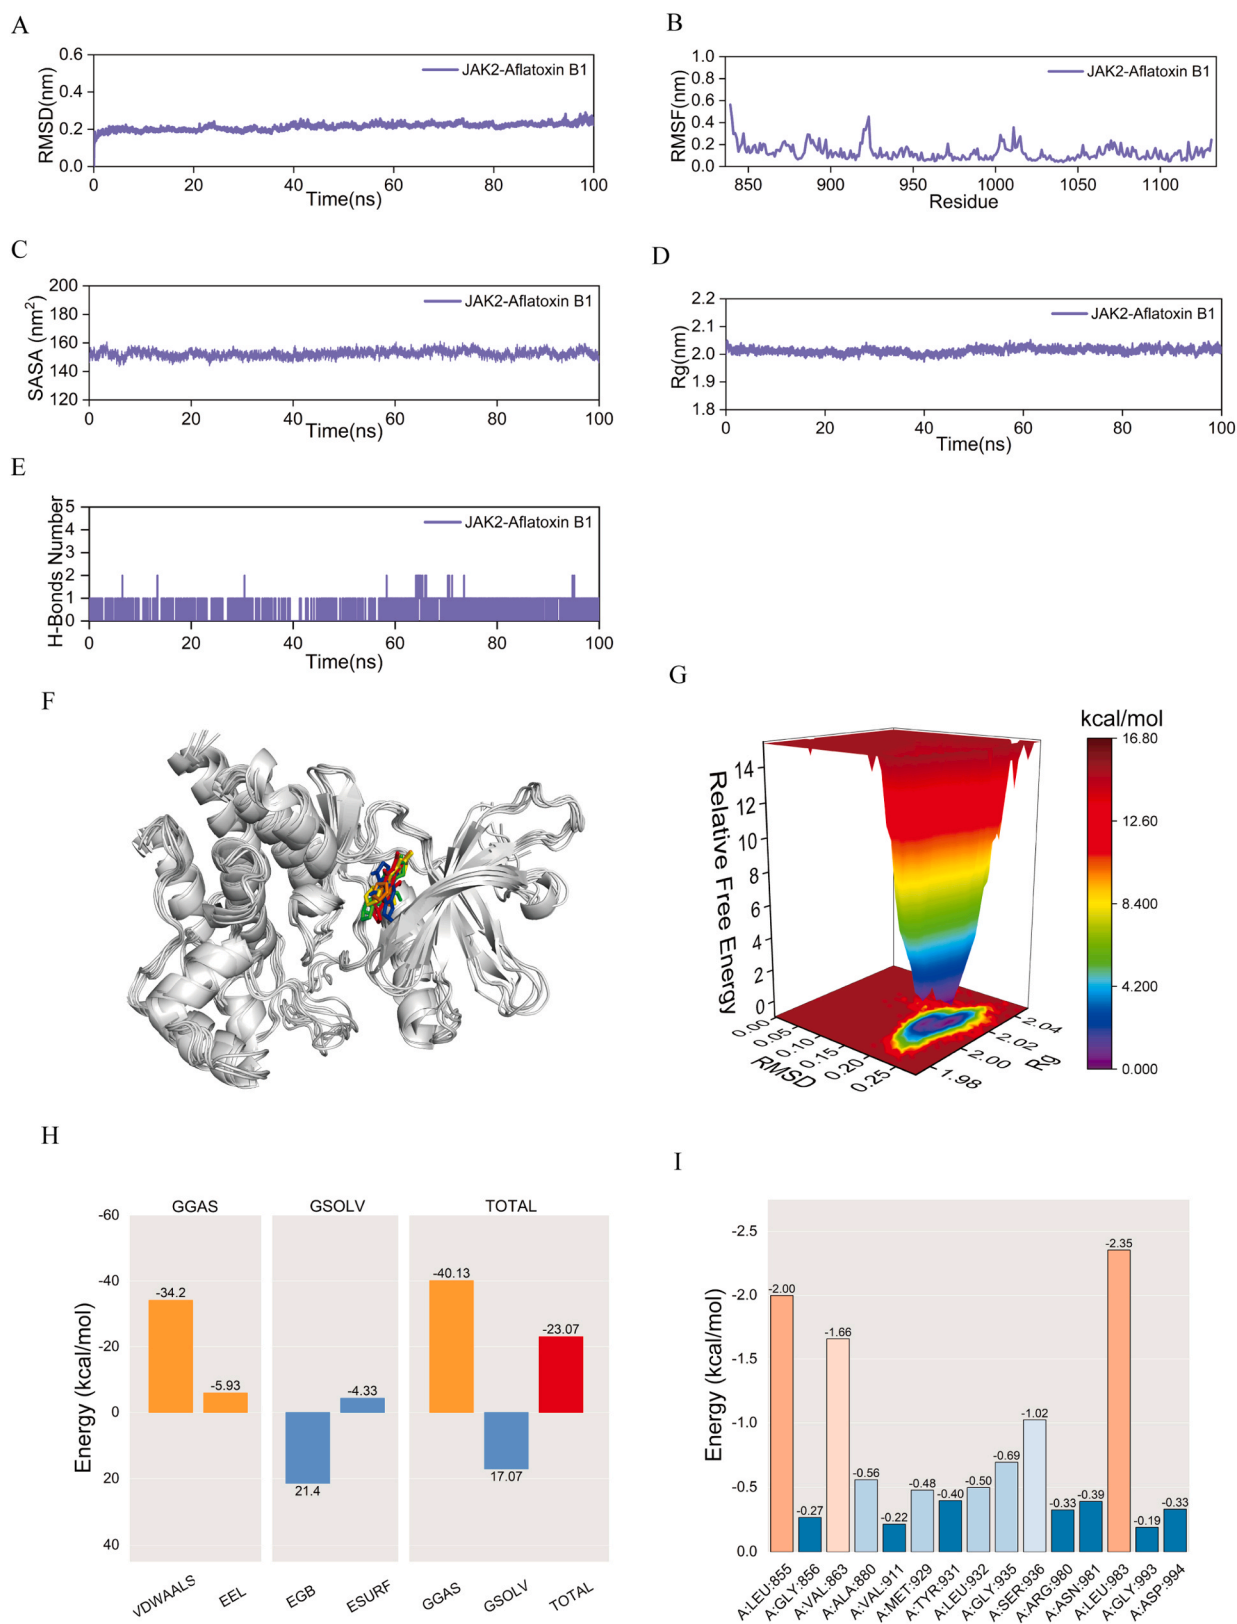 A
RMSD(nm)
0.6
0.4
0.2
0.0
JAK2-Aflatoxin B1
0 20 40 60 80 100
Time(ns)
B
RMSF(nm)
1.0
0.8
0.6
0.4
0.2
0.0
JAK2-Aflatoxin B1
850 900 950 1000 1050 1100
Residue
C
SASA (nm²)
200
180
160
140
120
JAK2-Aflatoxin B1
0 20 40 60 80 100
Time(ns)
D
Rg(nm)
2.2
2.1
2.0
1.9
1.8
JAK2-Aflatoxin B1
0 20 40 60 80 100
Time(ns)
E
H-Bonds Number
5
4
3
2
1
0
JAK2-Aflatoxin B1
0 20 40 60 80 100
Time(ns)
F
G
kcal/mol
16.80
12.60
8.400
4.200
0.000
Relative Free Energy
14
12
10
8
6
4
2
0
0.00 0.05 0.10 0.15 0.20 0.25
RMSD
1.98 2.00 2.02 2.04
Rg
H
GGAS GSOLV TOTAL
Energy (kcal/mol)
-60
-40
-20
0
20
40
-34.2
-5.93
21.4
-4.33
-40.13
17.07
-23.07
VDWAALS EEL EGB ESURF GGAS GSOLV TOTAL
I
Energy (kcal/mol)
-2.5
-2.0
-1.5
-1.0
-0.5
0.0
-2.00
-0.27
-1.66
-0.56
-0.22
-0.48
-0.40
-0.50
-0.69
-1.02
-0.33
-0.39
-2.35
-0.19
-0.33
A:LEU:855
A:GLY:856
A:VAL:863
A:ALA:880
A:VAL:911
A:MET:929
A:TYR:931
A:LEU:932
A:GLY:935
A:SER:936
A:ARG:980
A:ASN:981
A:LEU:983
A:GLY:993
A:ASP:994